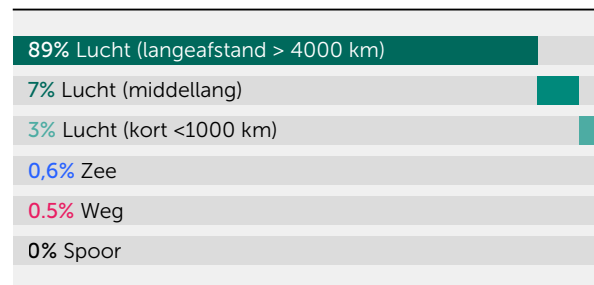 89% Lucht (langeafstand > 4000 km)
7% Lucht (middellang)
3% Lucht (kort <1000 km)
0,6% Zee
0.5% Weg
0% Spoor